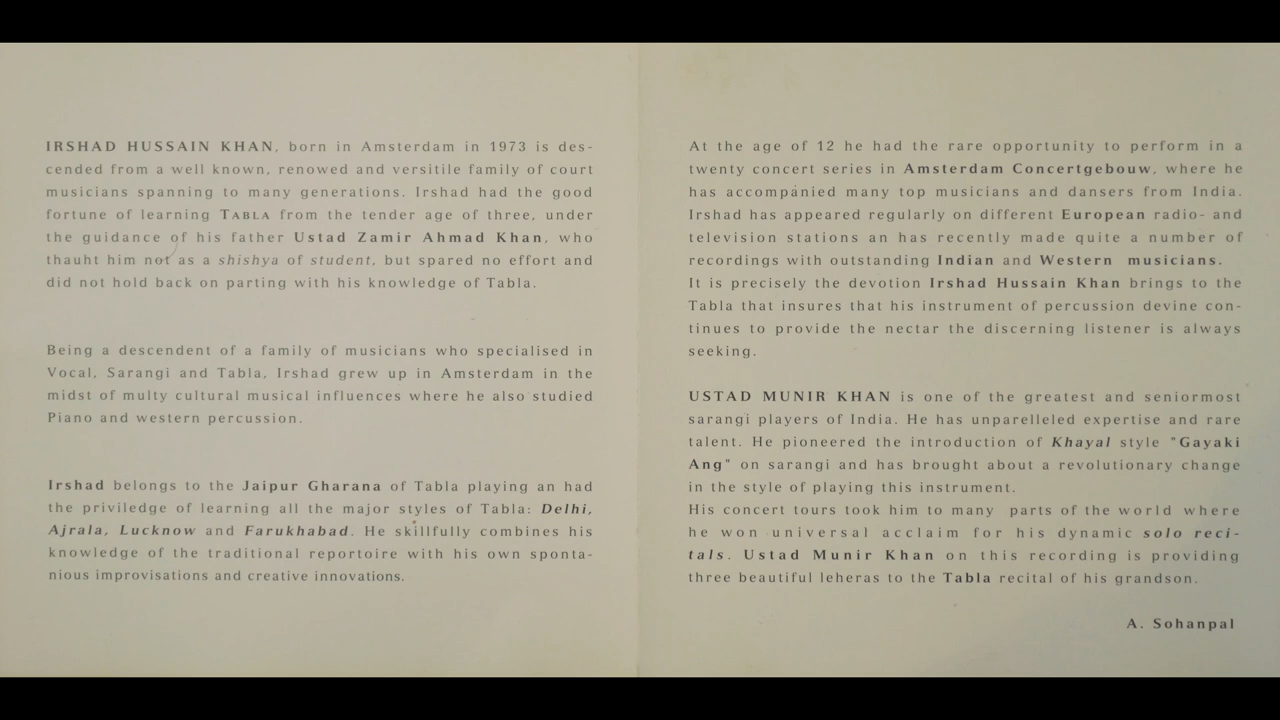 IRSHAD HUSSAIN KHAN, born in Amsterdam in 1973 is des-
cended from a well known, renowed and versitile family of court
musicians spanning to many generations. Irshad had the good
fortune of learning TABLA from the tender age of three, under
the guidance of his father Ustad Zamir Ahmad Khan, who
thauht him not as a shishya of student, but spared no effort and
did not hold back on parting with his knowledge of Tabla.
Being a descendent of a family of musicians who specialised in
Vocal, Sarangi and Tabla, Irshad grew up in Amsterdam in the
midst of multy cultural musical influences where he also studied
Piano and western percussion.
Irshad belongs to the Jaipur Gharana of Tabla playing an had
the priviledge of learning all the major styles of Tabla: Delhi,
Ajrala, Lucknow and Farukhabad. He skillfully combines his
knowledge of the traditional reportoire with his own sponta-
nious improvisations and creative innovations.
At the age of 12 he had the rare opportunity to perform in a
twenty concert series in Amsterdam Concertgebouw, where he
has accompanied many top musicians and dansers from India.
Irshad has appeared regularly on different European radio- and
television stations an has recently made quite a number of
recordings with outstanding Indian and Western musicians.
It is precisely the devotion Irshad Hussain Khan brings to the
Tabla that insures that his instrument of percussion devine con-
tinues to provide the nectar the discerning listener is always
seeking.
USTAD MUNIR KHAN is one of the greatest and seniormost
sarangi players of India. He has unparelleled expertise and rare
talent. He pioneered the introduction of Khayal style "Gayaki
Ang" on sarangi and has brought about a revolutionary change
in the style of playing this instrument.
His concert tours took him to many parts of the world where
he won universal acclaim for his dynamic solo reci-
tals. Ustad Munir Khan on this recording is providing
three beautiful leheras to the Tabla recital of his grandson.
A. Sohanpal